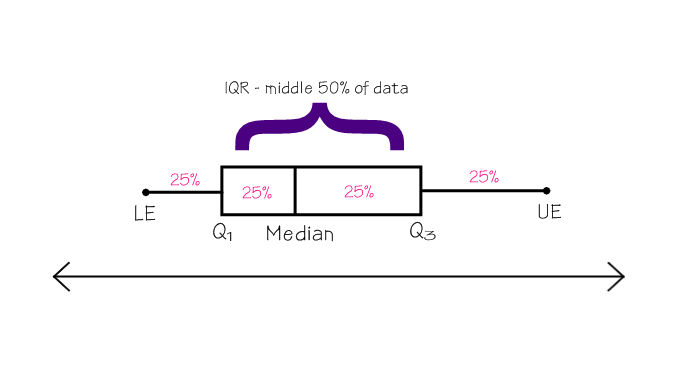 IQR - middle 50% of data
25%
25%
25%
25%
LE
UE
Q1
Median
Q3